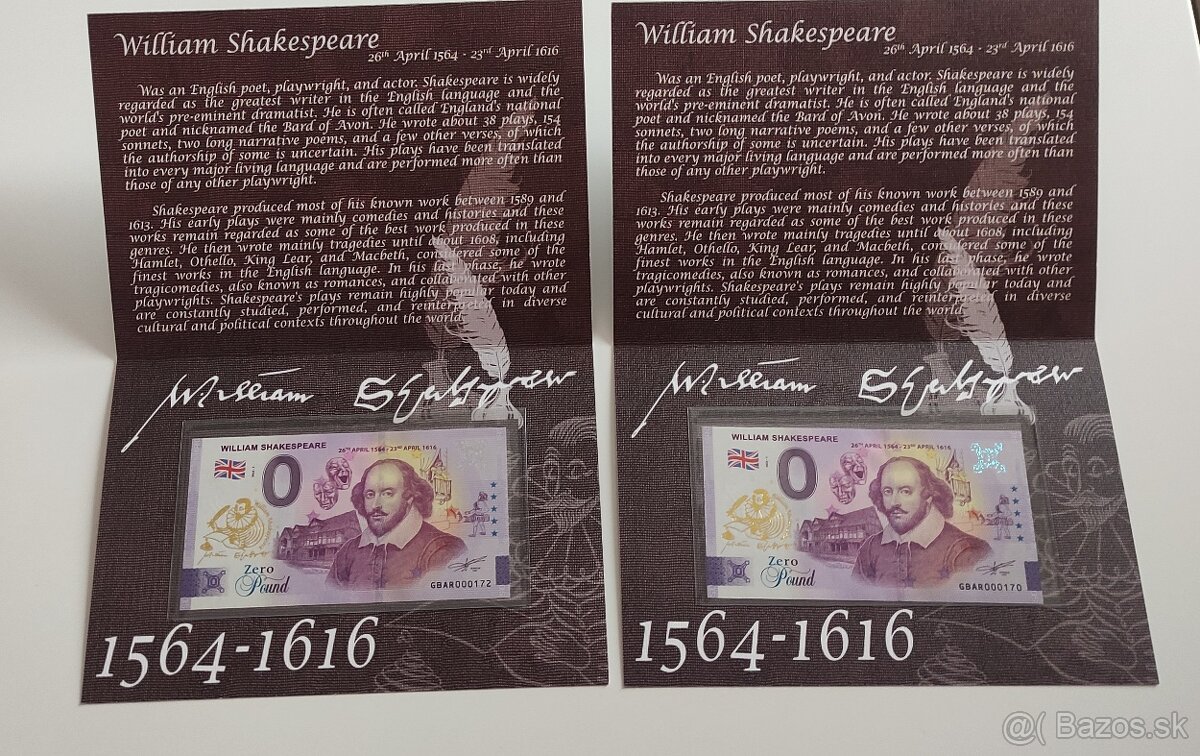 William Shakespeare
26th April 1564 - 23rd April 1616
Was an English poet, playwright, and actor. Shakespeare is widely
regarded as the greatest writer in the English language and the
world's pre-eminent dramatist. He is often called England's national
poet and nicknamed the Bard of Avon. He wrote about 38 plays, 154
sonnets, two long narrative poems, and a few other verses, of which
the authorship of some is uncertain. His plays have been translated
into every major living language and are performed more often than
those of any other playwright.
Shakespeare produced most of his known work between 1589 and
1613. His early plays were mainly comedies and histories and these
works remain regarded as some of the best work produced in these
genres. He then wrote mainly tragedies until about 1608, including
Hamlet, Othello, King Lear, and Macbeth, considered some of the
finest works in the English language. In his last phase, he wrote
tragicomedies, also known as romances, and collaborated with other
playwrights. Shakespeare's plays remain highly popular today and
are constantly studied, performed, and reinterpreted in diverse
cultural and political contexts throughout the world.
William Shakspeare
WILLIAM SHAKESPEARE
26TH APRIL 1564 - 23RD APRIL 1616
0
Zero
Pound
GBAR000172
1564-1616
William Shakespeare
26th April 1564 - 23rd April 1616
Was an English poet, playwright, and actor. Shakespeare is widely
regarded as the greatest writer in the English language and the
world's pre-eminent dramatist. He is often called England's national
poet and nicknamed the Bard of Avon. He wrote about 38 plays, 154
sonnets, two long narrative poems, and a few other verses, of which
the authorship of some is uncertain. His plays have been translated
into every major living language and are performed more often than
those of any other playwright.
Shakespeare produced most of his known work between 1589 and
1613. His early plays were mainly comedies and histories and these
works remain regarded as some of the best work produced in these
genres. He then wrote mainly tragedies until about 1608, including
Hamlet, Othello, King Lear, and Macbeth, considered some of the
finest works in the English language. In his last phase, he wrote
tragicomedies, also known as romances, and collaborated with other
playwrights. Shakespeare's plays remain highly popular today and
are constantly studied, performed, and reinterpreted in diverse
cultural and political contexts throughout the world.
William Shakspeare
WILLIAM SHAKESPEARE
26TH APRIL 1564 - 23RD APRIL 1616
0
Zero
Pound
GBAR000170
1564-1616
@( Bazos.sk